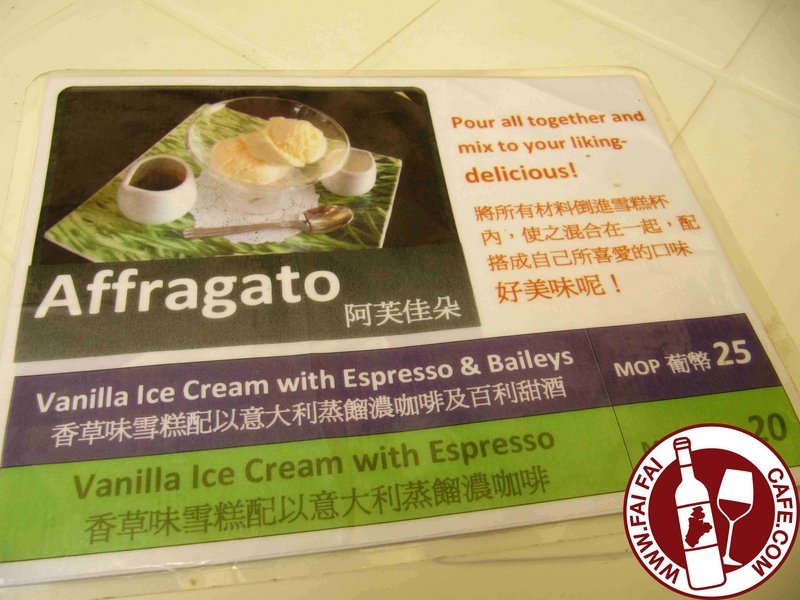 Pour all together and
mix to your liking-
delicious!
將所有材料倒進雪糕杯
內，使之混合在一起，配
搭成自己所喜愛的口味
好美味呢！
Affragato
阿芙佳朵
Vanilla Ice Cream with Espresso & Baileys
香草味雪糕配以意大利蒸餾濃咖啡及百利甜酒
MOP 葡幣 25
Vanilla Ice Cream with Espresso
香草味雪糕配以意大利蒸餾濃咖啡
20
WWW.FAI FAI CAFE.COM